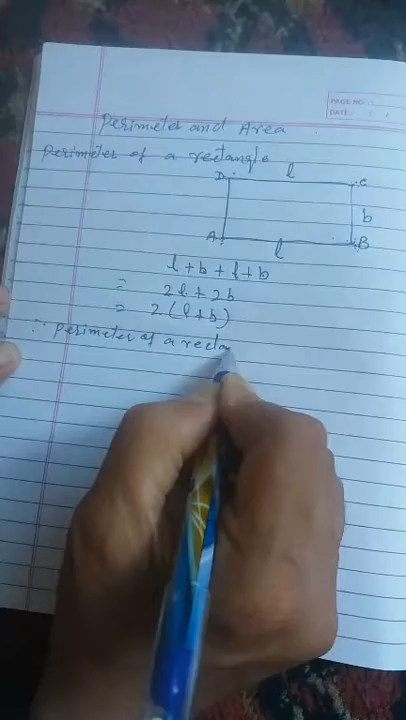 PAGE NO.
DATE
Perimeter and Area
Perimeter of a rectangle
D l C
b
A l B
l + b + l + b
= 2l + 2b
= 2(l+b)
∴ perimeter of a recta